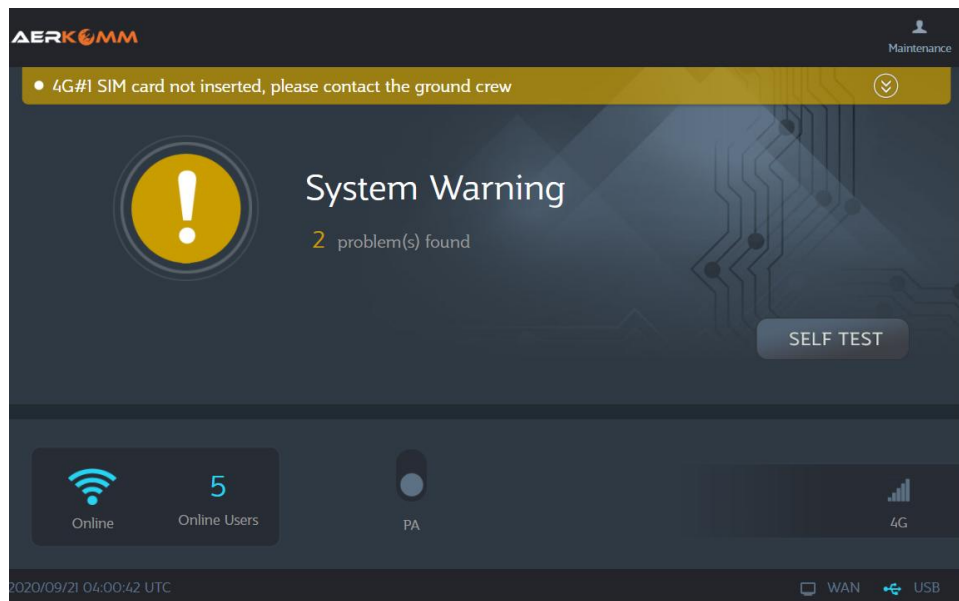 AERKOMM
Maintenance
4G#1 SIM card not inserted, please contact the ground crew
System Warning
2 problem(s) found
SELF TEST
5
Online
Online Users
PA
4G
2020/09/21 04:00:42 UTC
WAN
USB